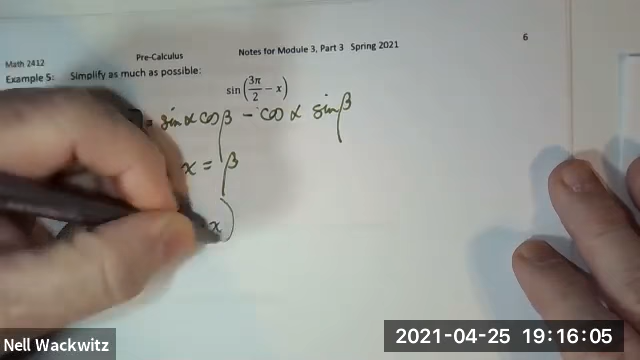 Math 2412 Pre-Calculus Notes for Module 3, Part 3 Spring 2021 6
Example 5: Simplify as much as possible:
sin(3π/2 − x)
= sin α cos β − cos α sin β
x = β
x)
Nell Wackwitz
2021-04-25 19:16:05